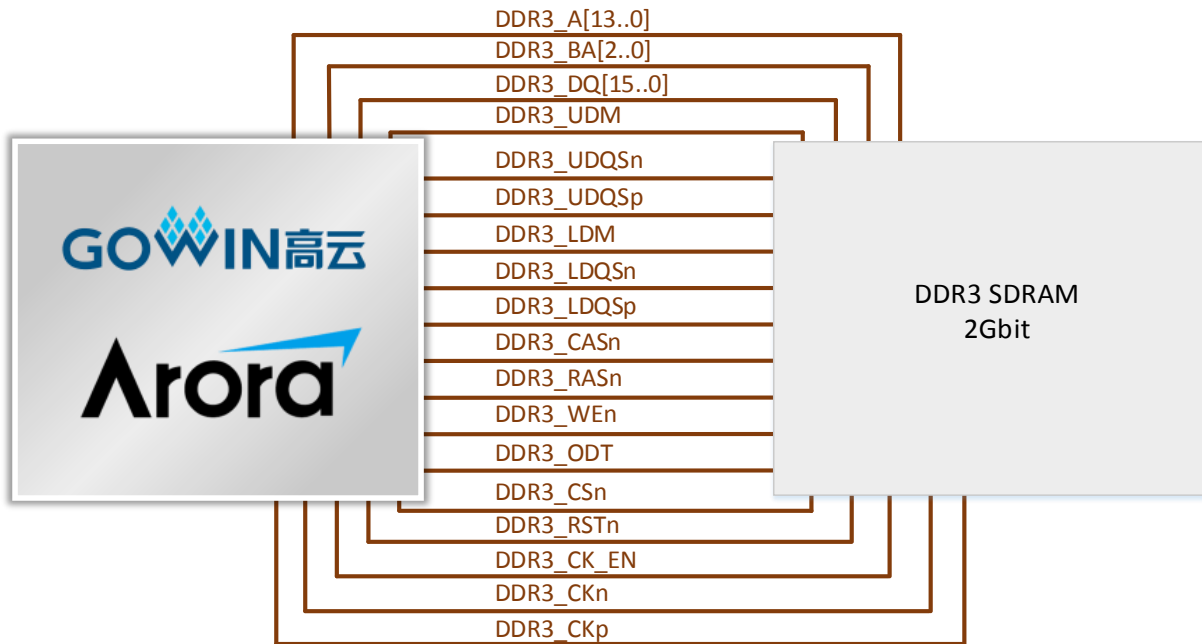 DDR3_A[13..0]
DDR3_BA[2..0]
DDR3_DQ[15..0]
DDR3_UDM
DDR3_UDQSn
DDR3_UDQSp
DDR3_LDM
DDR3_LDQSn
DDR3_LDQSp
DDR3_CASn
DDR3_RASn
DDR3_WEn
DDR3_ODT
DDR3_CSn
DDR3_RSTn
DDR3_CK_EN
DDR3_CKn
DDR3_CKp
GOWIN高云
Arora
DDR3 SDRAM
2Gbit